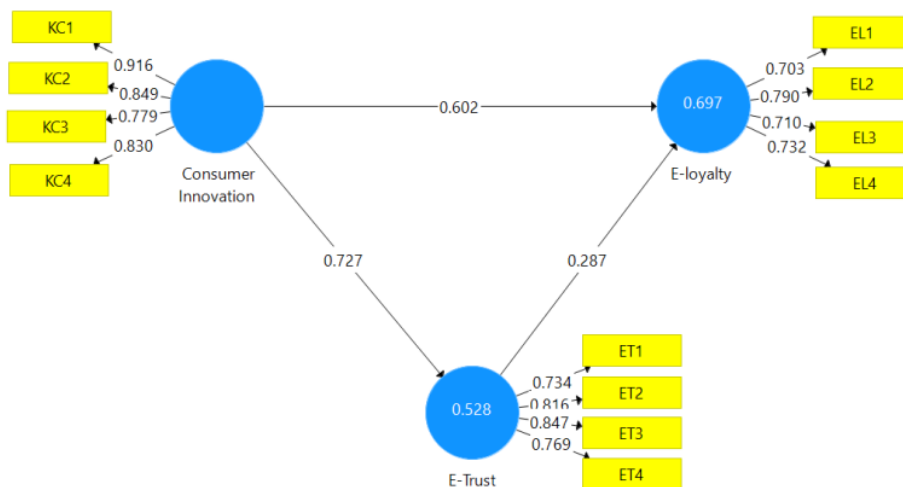 KC1
KC2
KC3
KC4
0.916
0.849
0.779
0.830
Consumer
Innovation
0.602
0.697
E-loyalty
0.703
0.790
0.710
0.732
EL1
EL2
EL3
EL4
0.727
0.287
0.528
E-Trust
0.734
0.816
0.847
0.769
ET1
ET2
ET3
ET4